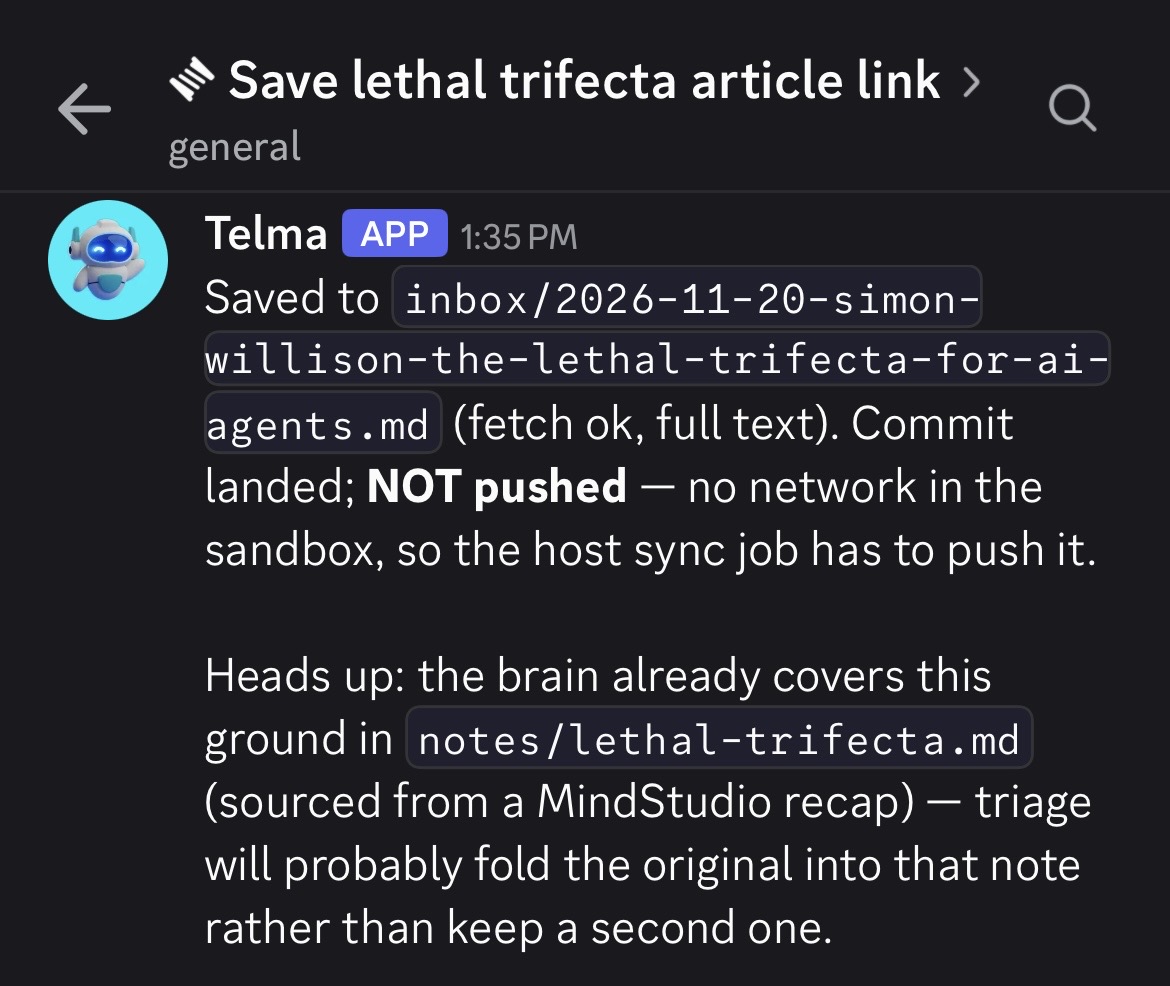 Save lethal trifecta article link
general
Telma APP 1:35 PM
Saved to inbox/2026-11-20-simon-
willison-the-lethal-trifecta-for-ai-
agents.md (fetch ok, full text). Commit
landed; NOT pushed — no network in the
sandbox, so the host sync job has to push it.
Heads up: the brain already covers this
ground in notes/lethal-trifecta.md
(sourced from a MindStudio recap) — triage
will probably fold the original into that note
rather than keep a second one.